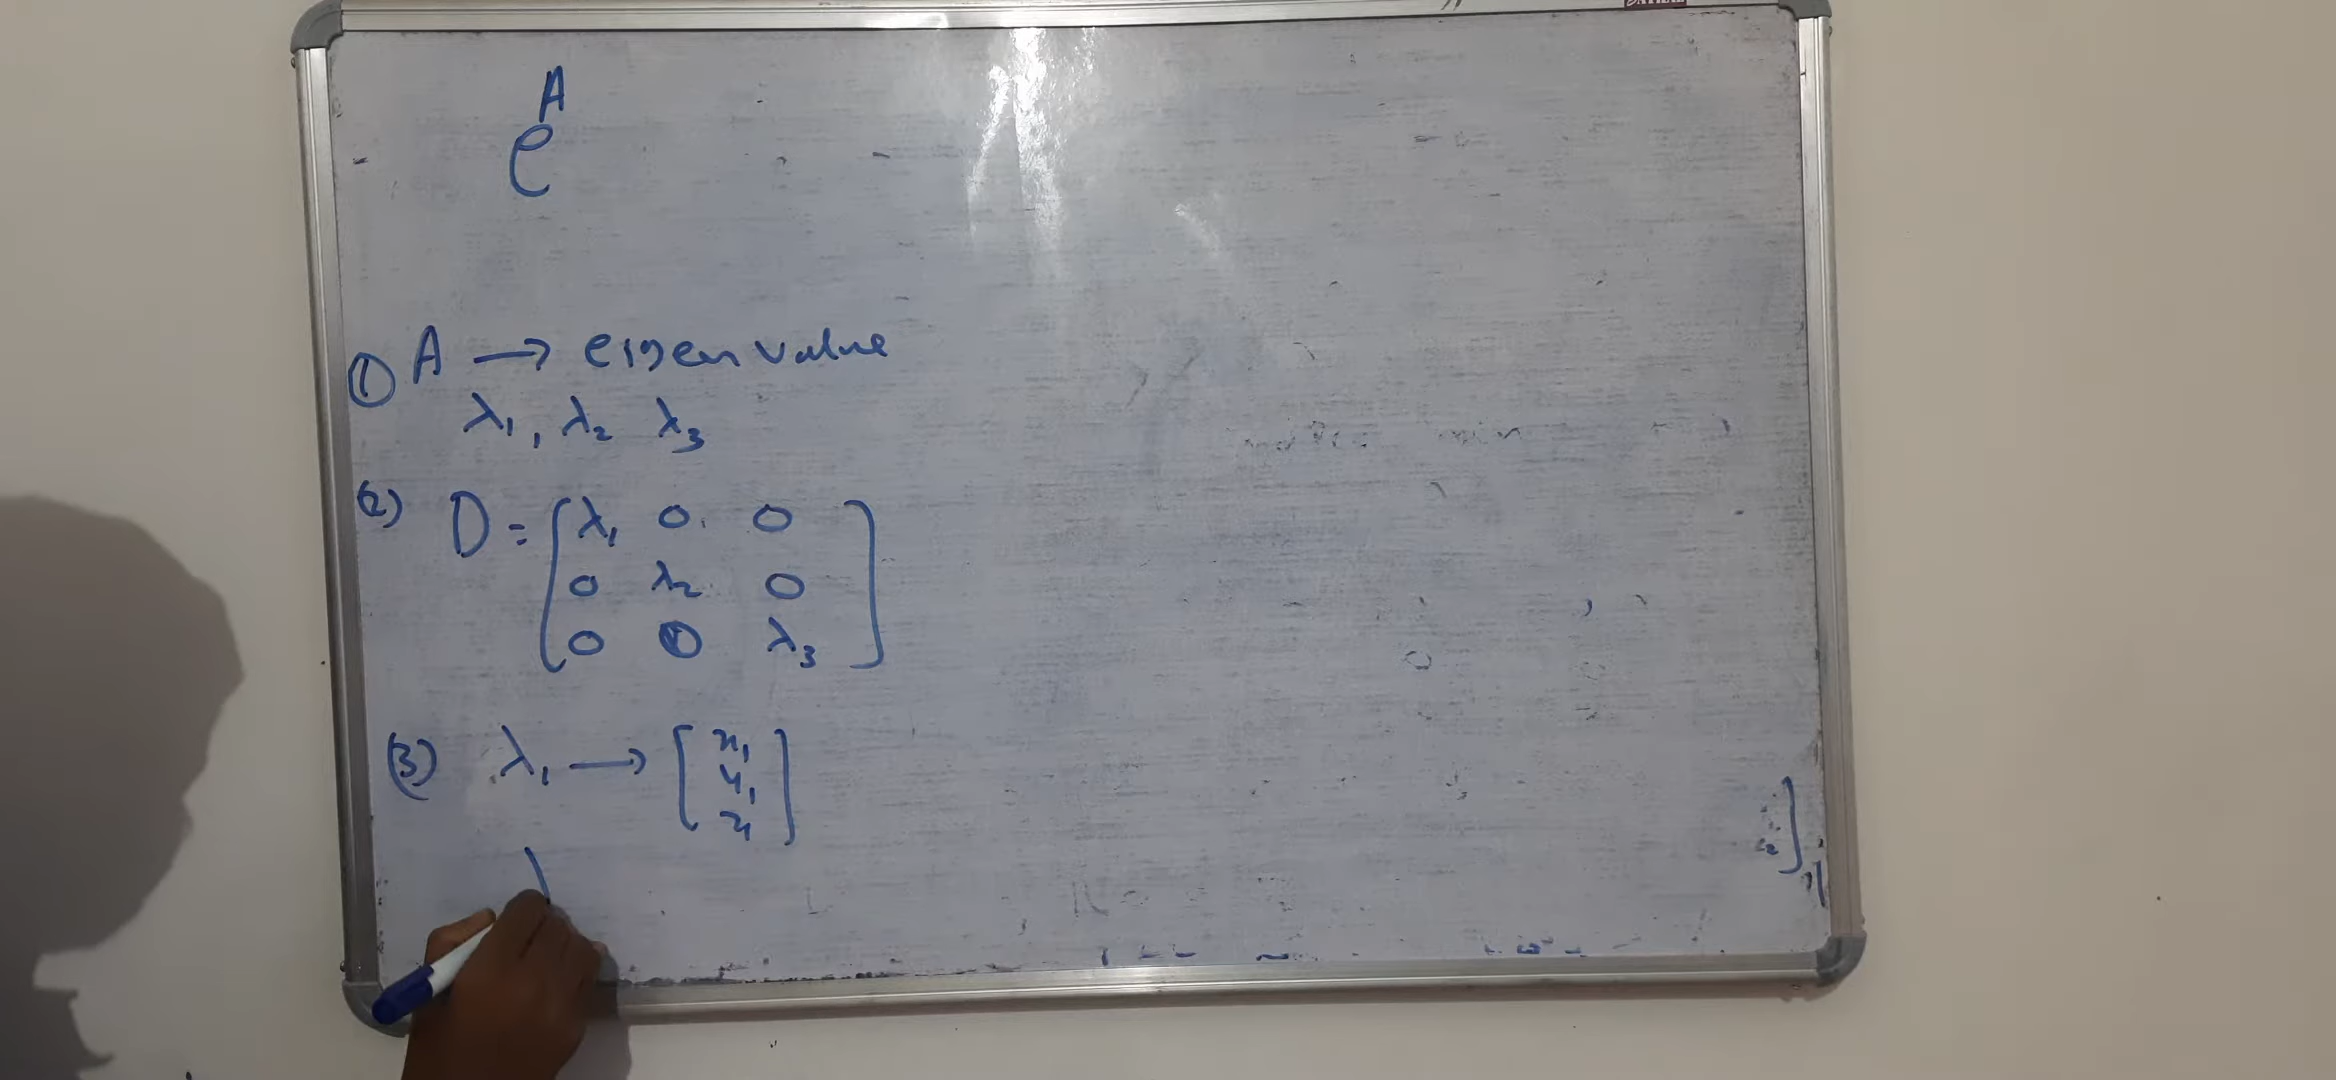 e^A
① A → eigen value
λ₁, λ₂ λ₃
(2) D = [λ₁ 0 0
0 λ₂ 0
0 0 λ₃]
(3) λ₁ → [x₁
y₁
z₁]